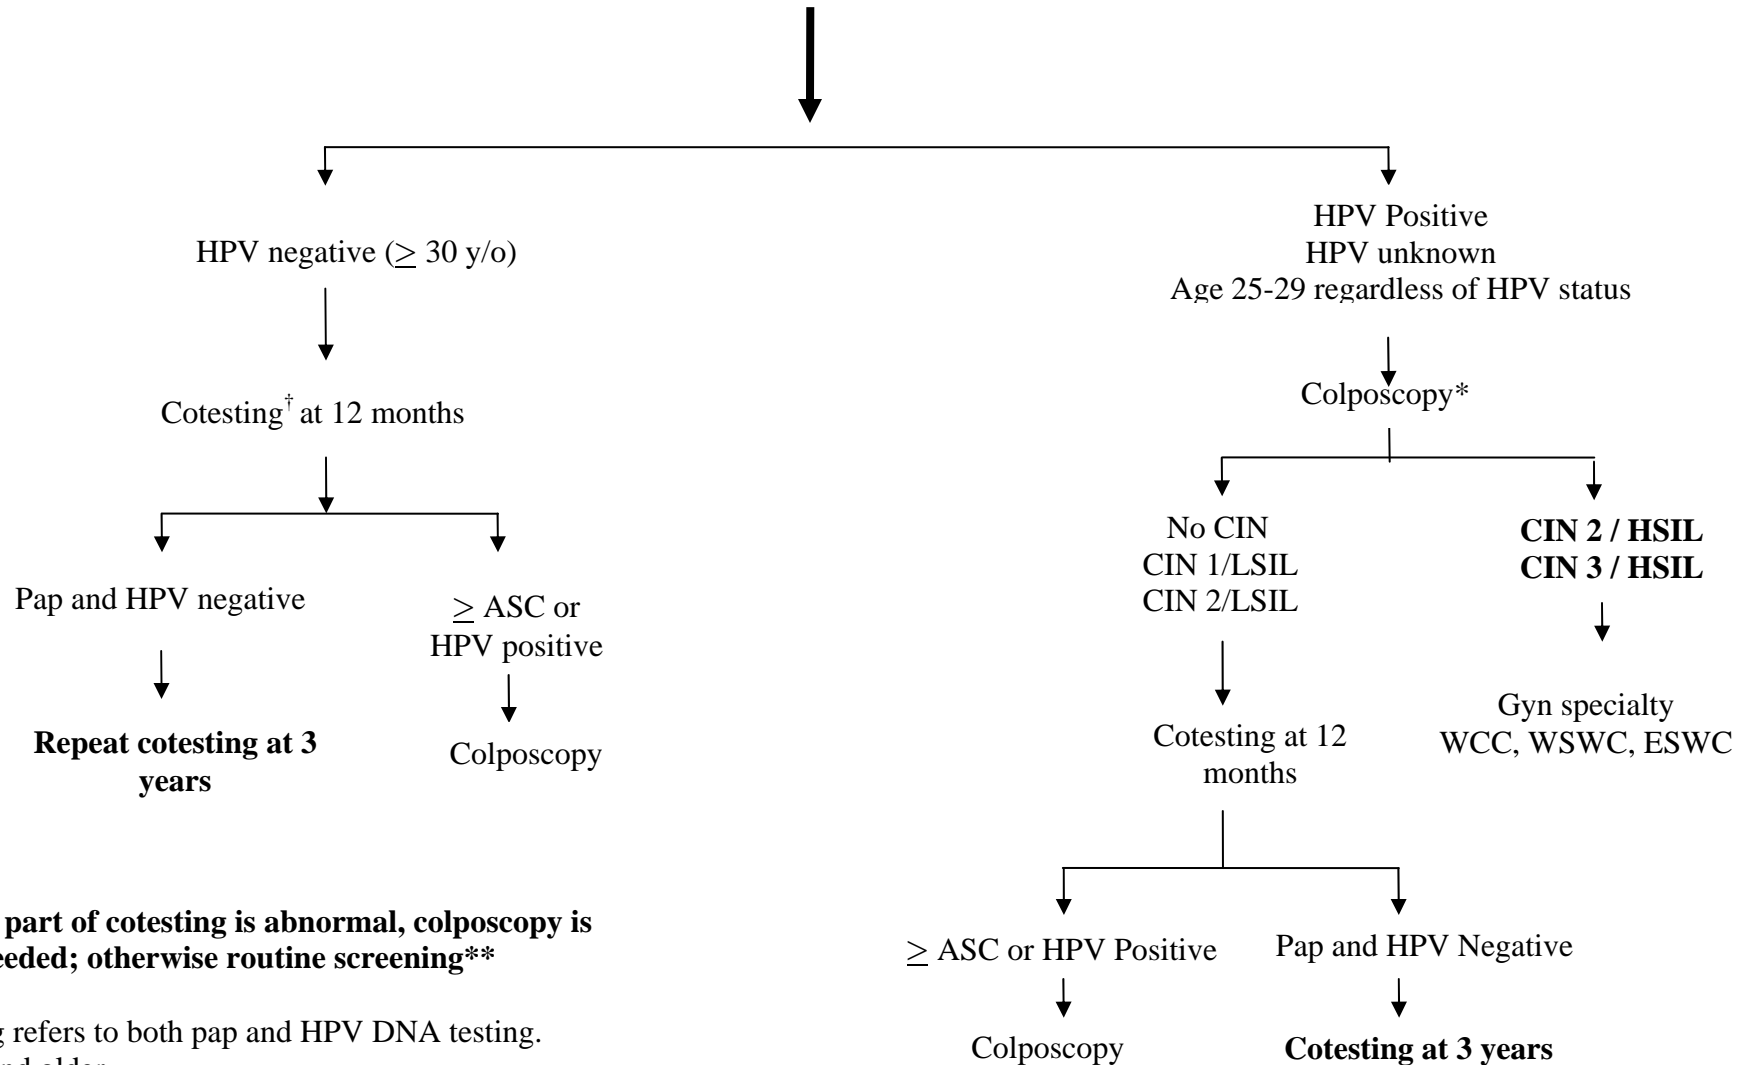 HPV negative (≥ 30 y/o)
Cotesting† at 12 months
Pap and HPV negative
Repeat cotesting at 3
years
≥ ASC or
HPV positive
Colposcopy
HPV Positive
HPV unknown
Age 25-29 regardless of HPV status
Colposcopy*
No CIN
CIN 1/LSIL
CIN 2/LSIL
CIN 2 / HSIL
CIN 3 / HSIL
Gyn specialty
WCC, WSWC, ESWC
Cotesting at 12
months
≥ ASC or HPV Positive
Colposcopy
Pap and HPV Negative
Cotesting at 3 years
part of cotesting is abnormal, colposcopy is
eeded; otherwise routine screening**
g refers to both pap and HPV DNA testing.
nd older